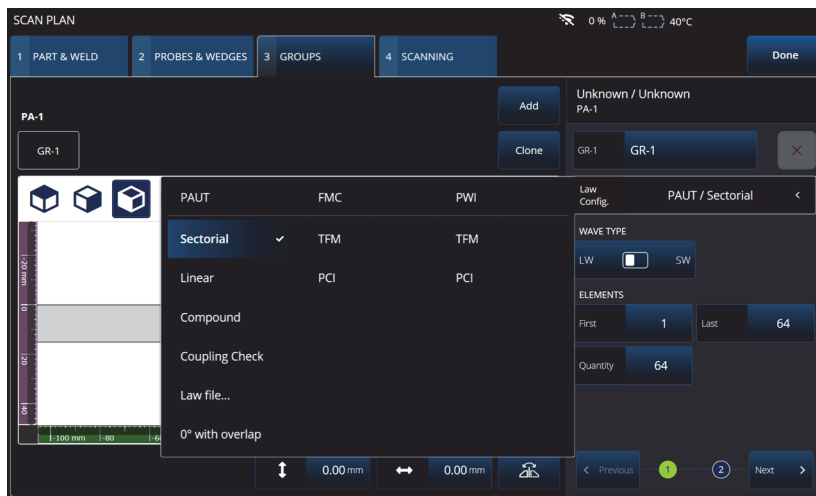 SCAN PLAN
0 % A B 40°C
1 PART & WELD 2 PROBES & WEDGES 3 GROUPS 4 SCANNING Done
Unknown / Unknown
PA-1
PA-1
Add
GR-1
Clone
GR-1 GR-1
PAUT FMC PWI
Law
Config.
PAUT / Sectorial
Sectorial TFM TFM
Linear PCI PCI
Compound
Coupling Check
Law file...
0° with overlap
WAVE TYPE
LW SW
ELEMENTS
First 1 Last 64
Quantity 64
|-20 mm
|0
|20
|40
|-100 mm |-80 |-6
0.00 mm 0.00 mm
Previous 1 2 Next